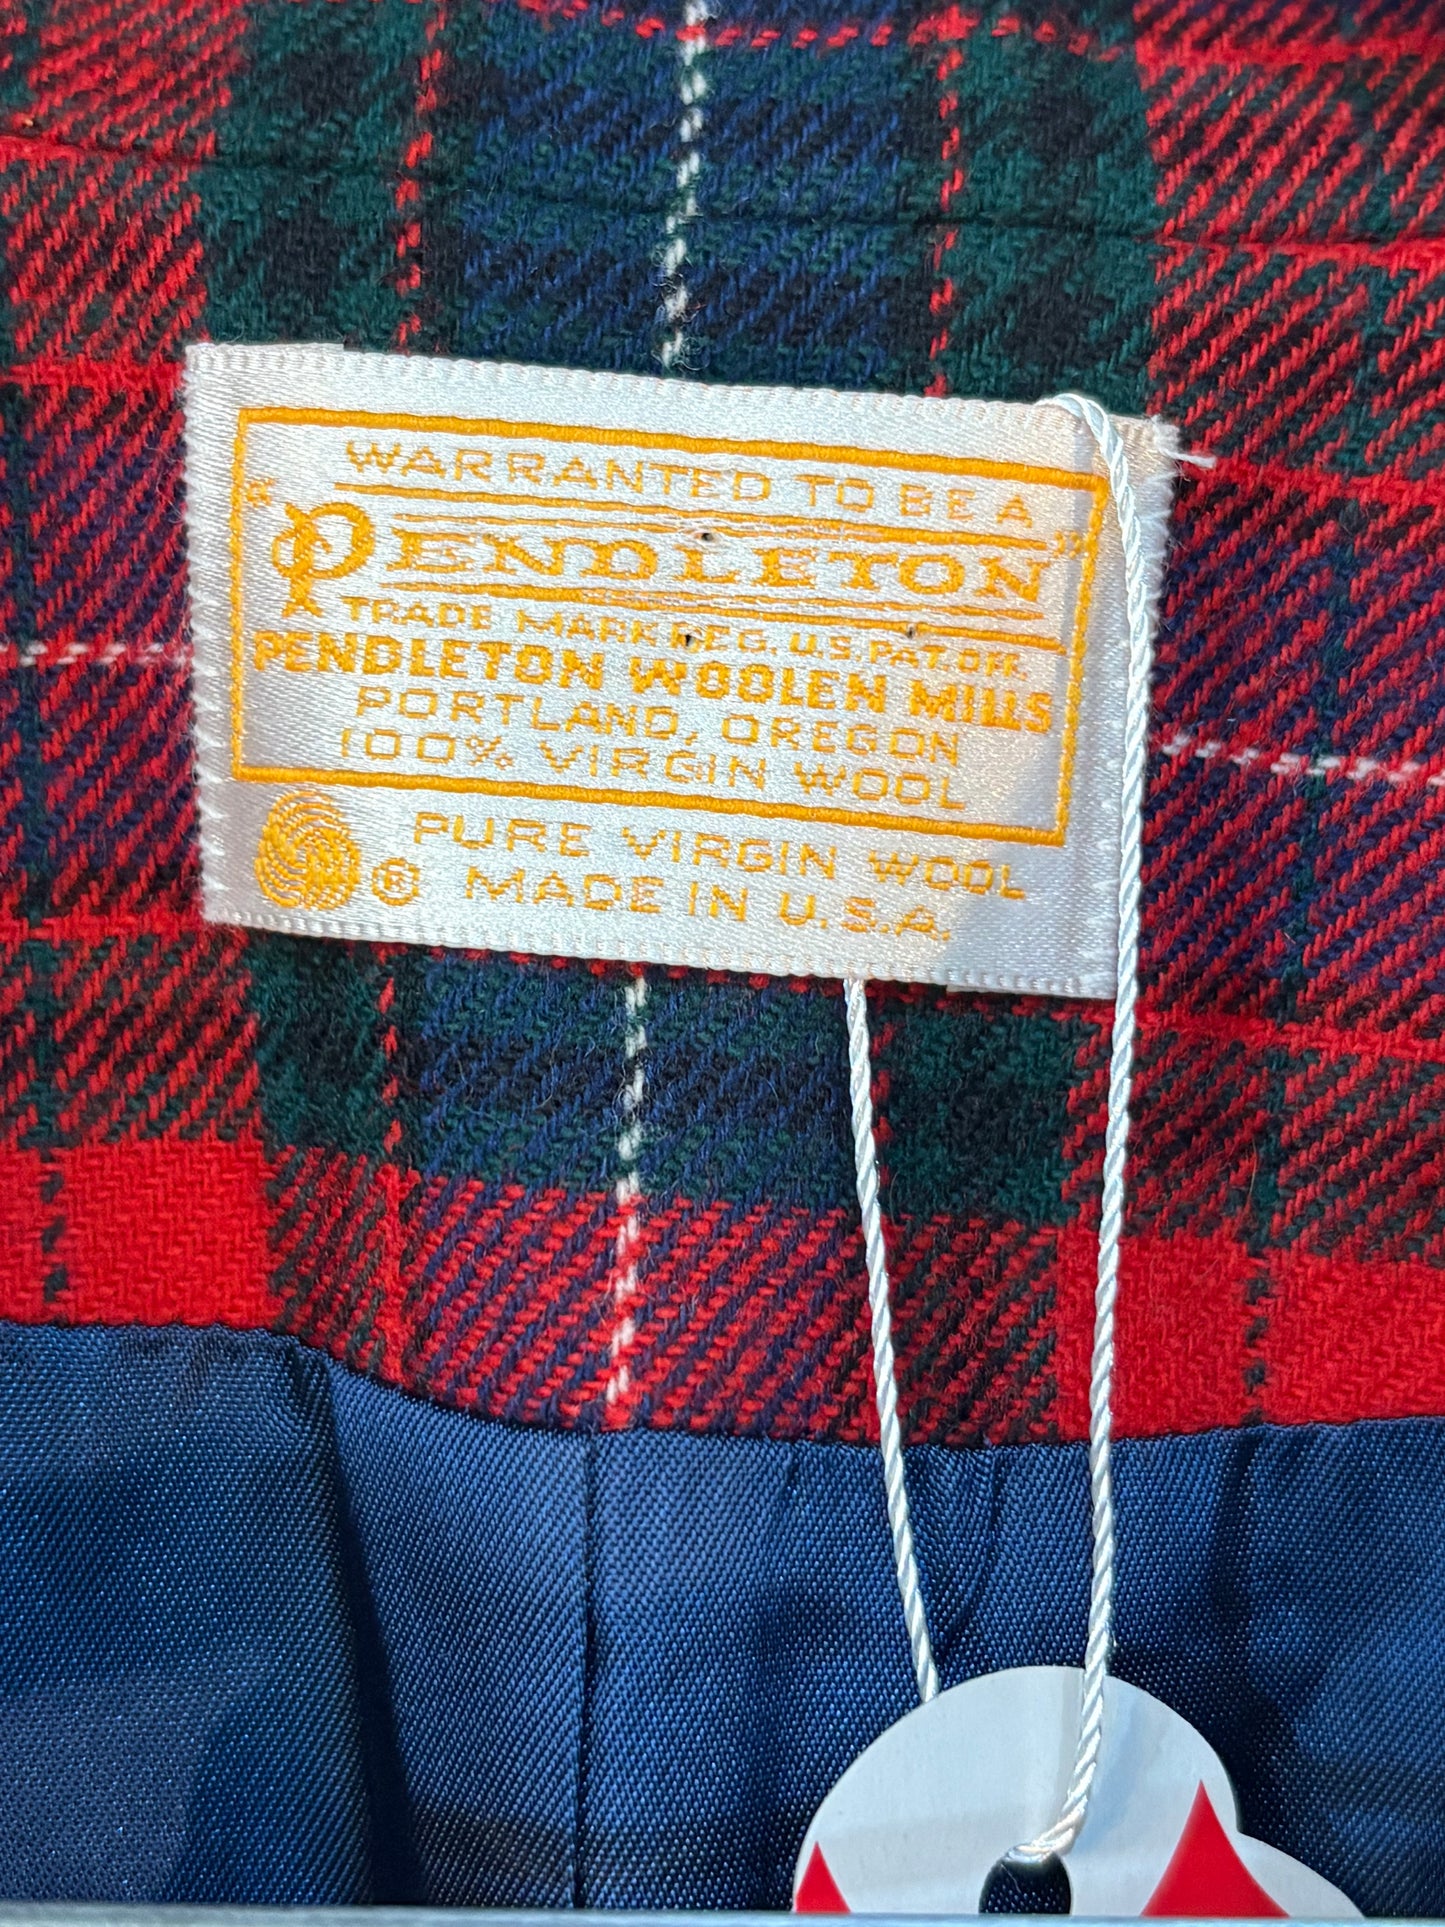 WARRANTED TO BE A
"PENDLETON"
TRADE MARK REG. U.S. PAT. OFF.
PENDLETON WOOLEN MILLS
PORTLAND, OREGON
100% VIRGIN WOOL
PURE VIRGIN WOOL
® MADE IN U.S.A.